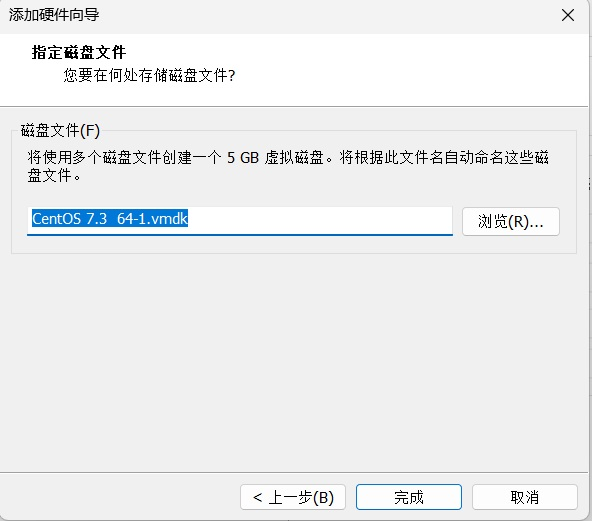 添加硬件向导
指定磁盘文件
您要在何处存储磁盘文件?
磁盘文件(F)
将使用多个磁盘文件创建一个 5 GB 虚拟磁盘。将根据此文件名自动命名这些磁
盘文件。
CentOS 7.3  64-1.vmdk
浏览(R)...
< 上一步(B)
完成
取消